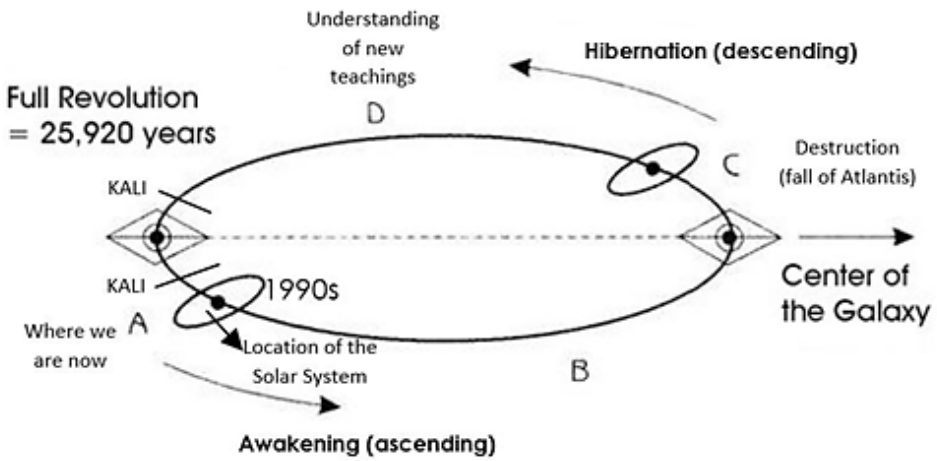 Understanding
of new
teachings
Hibernation (descending)
Full Revolution
= 25,920 years
D
C
Destruction
(fall of Atlantis)
KALI
KALI
1990s
Center of
the Galaxy
A
Where we
are now
Location of the
Solar System
B
Awakening (ascending)